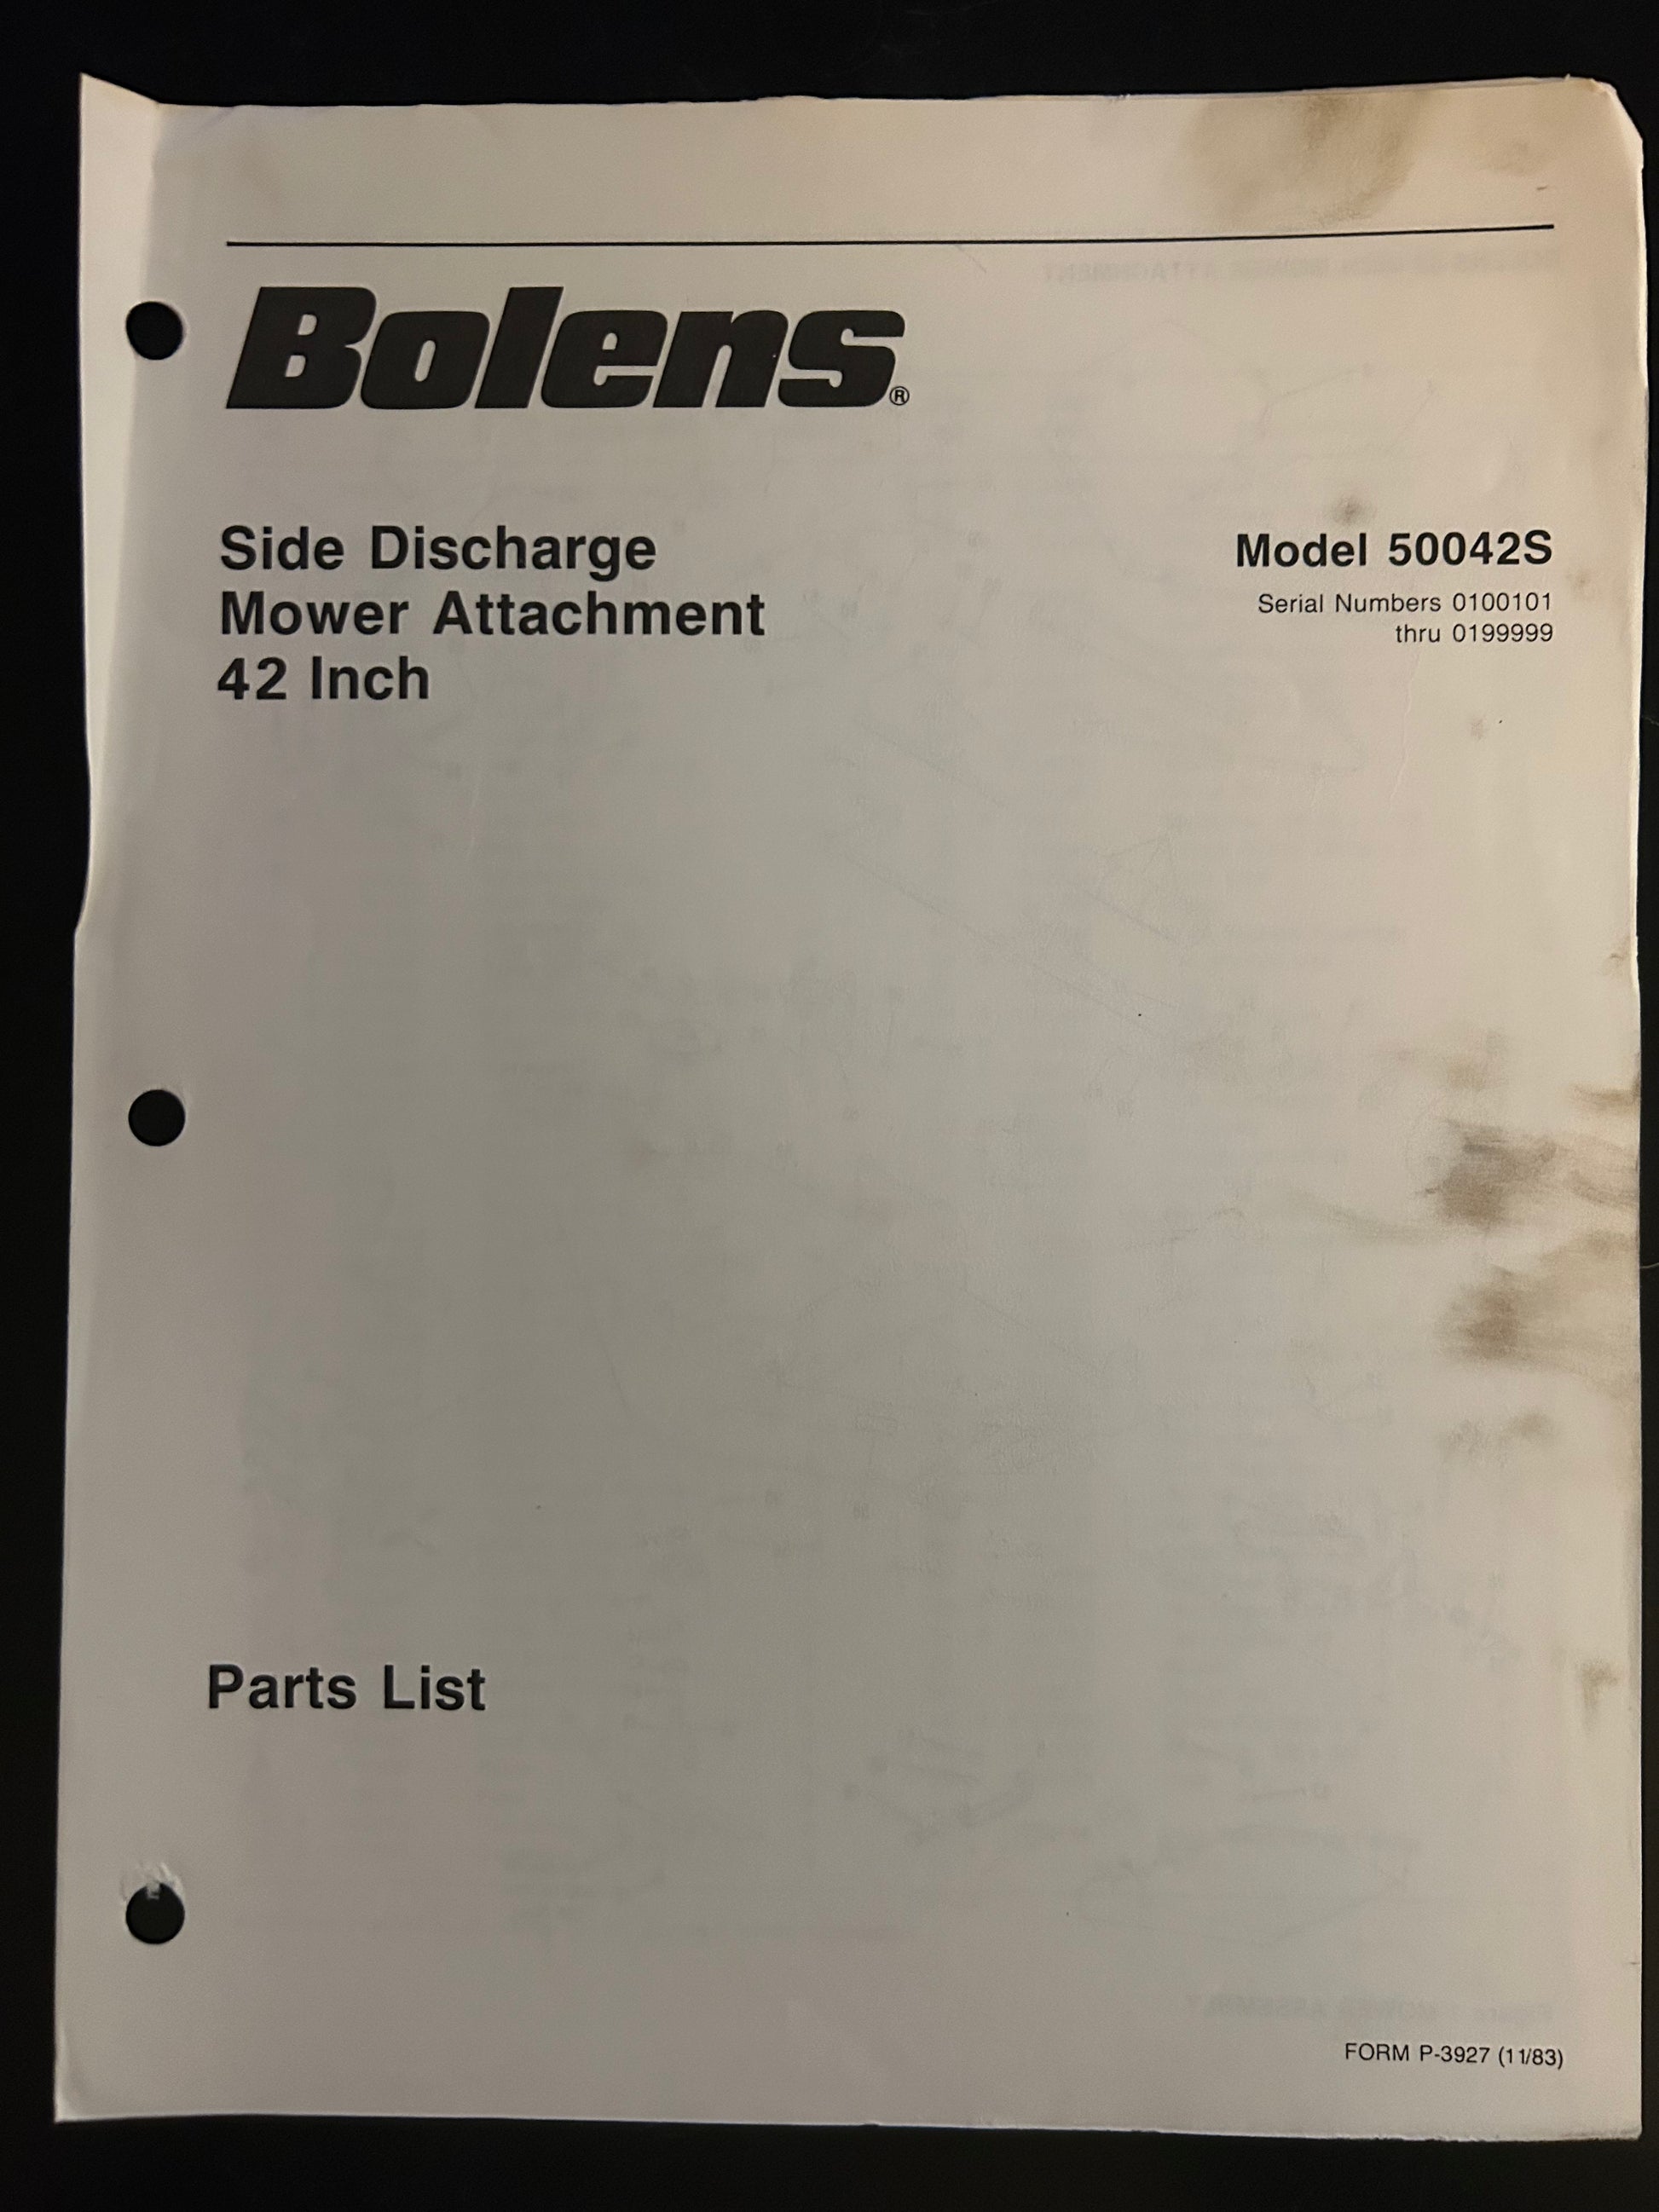 Bolens®
Side Discharge
Mower Attachment
42 Inch
Model 50042S
Serial Numbers 0100101
thru 0199999
Parts List
FORM P-3927 (11/83)